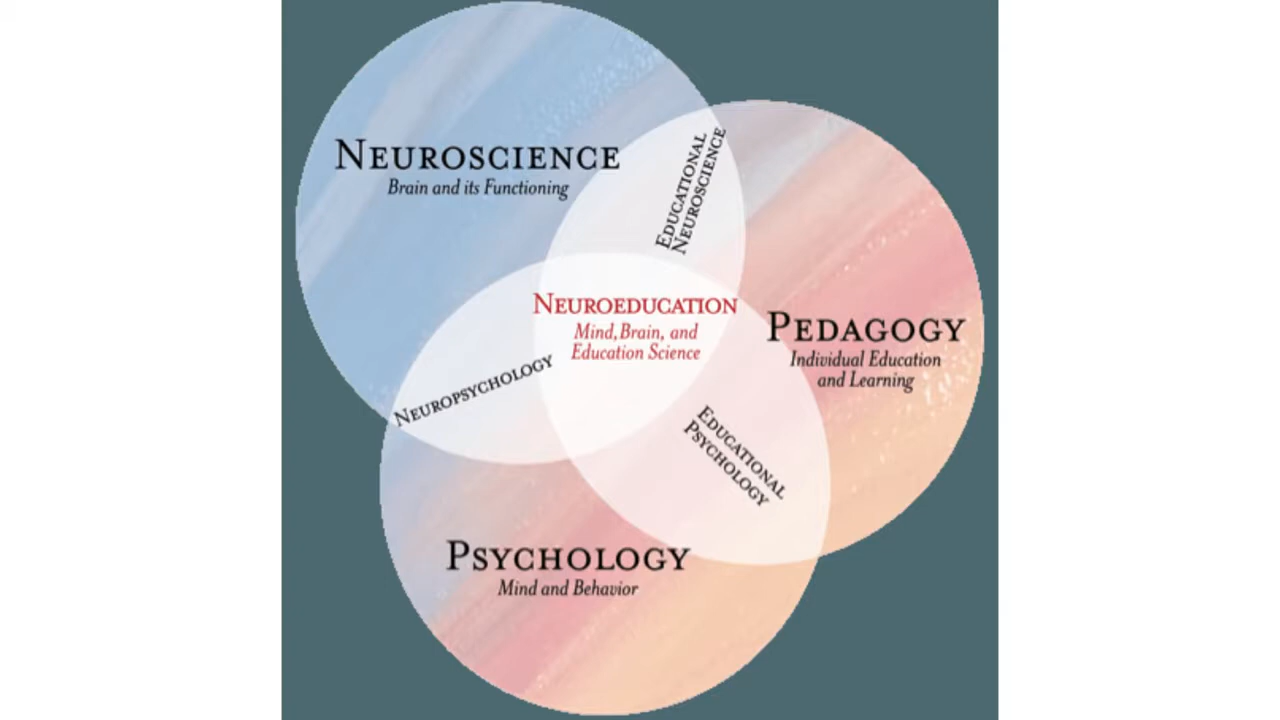 NEUROSCIENCE
Brain and its Functioning
EDUCATIONAL
NEUROSCIENCE
NEUROEDUCATION
Mind, Brain, and
Education Science
PEDAGOGY
Individual Education
and Learning
NEUROPSYCHOLOGY
EDUCATIONAL
PSYCHOLOGY
PSYCHOLOGY
Mind and Behavior